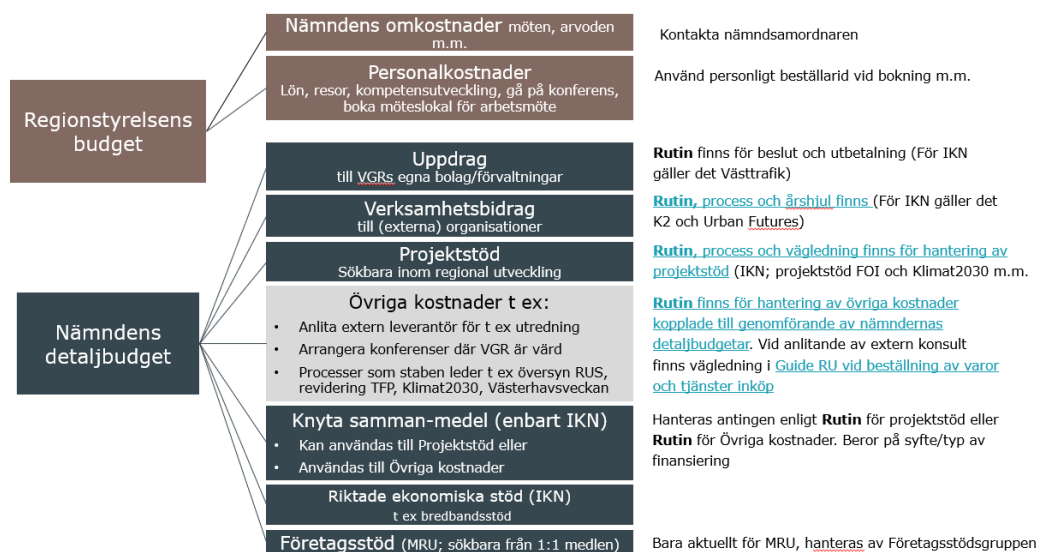 Regionstyrelsens
budget
Nämndens omkostnader möten, arvoden
m.m.
Kontakta nämndsamordnaren
Personalkostnader
Lön, resor, kompetensutveckling, gå på konferens,
boka möteslokal för arbetsmöte
Använd personligt beställarid vid bokning m.m.
Nämndens
detaljbudget
Uppdrag
till VGRs egna bolag/förvaltningar
Rutin finns för beslut och utbetalning (För IKN
gäller det Västtrafik)
Verksamhetsbidrag
till (externa) organisationer
Rutin, process och årshjul finns (För IKN gäller det
K2 och Urban Futures)
Projektstöd
Sökbara inom regional utveckling
Rutin, process och vägledning finns för hantering av
projektstöd (IKN; projektstöd FOI och Klimat2030 m.m.
Övriga kostnader t ex:
• Anlita extern leverantör för t ex utredning
• Arrangera konferenser där VGR är värd
• Processer som staben leder t ex översyn RUS,
revidering TFP, Klimat2030, Västerhavsveckan
Rutin finns för hantering av övriga kostnader
kopplade till genomförande av nämndernas
detaljbudgetar. Vid anlitande av extern konsult
finns vägledning i Guide RU vid beställning av varor
och tjänster inköp
Knyta samman-medel (enbart IKN)
• Kan användas till Projektstöd eller
• Användas till Övriga kostnader
Hanteras antingen enligt Rutin för projektstöd eller
Rutin för Övriga kostnader. Beror på syfte/typ av
finansiering
Riktade ekonomiska stöd (IKN)
t ex bredbandsstöd
Företagsstöd (MRU; sökbara från 1:1 medlen)
Bara aktuellt för MRU, hanteras av Företagsstödsgruppen